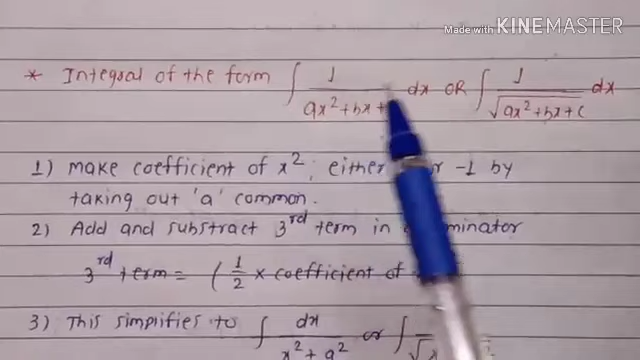 Made with KINEMASTER
* Integral of the form ∫ 1/(ax²+bx+ dx OR ∫ 1/√(ax²+bx+c) dx
1) Make coefficient of x², either -1 by
taking out 'a' common.
2) Add and substract 3rd term in
3rd term = ( 1/2 × coefficient of
3) This simplifies to ∫ dx/(x²+a²) or ∫